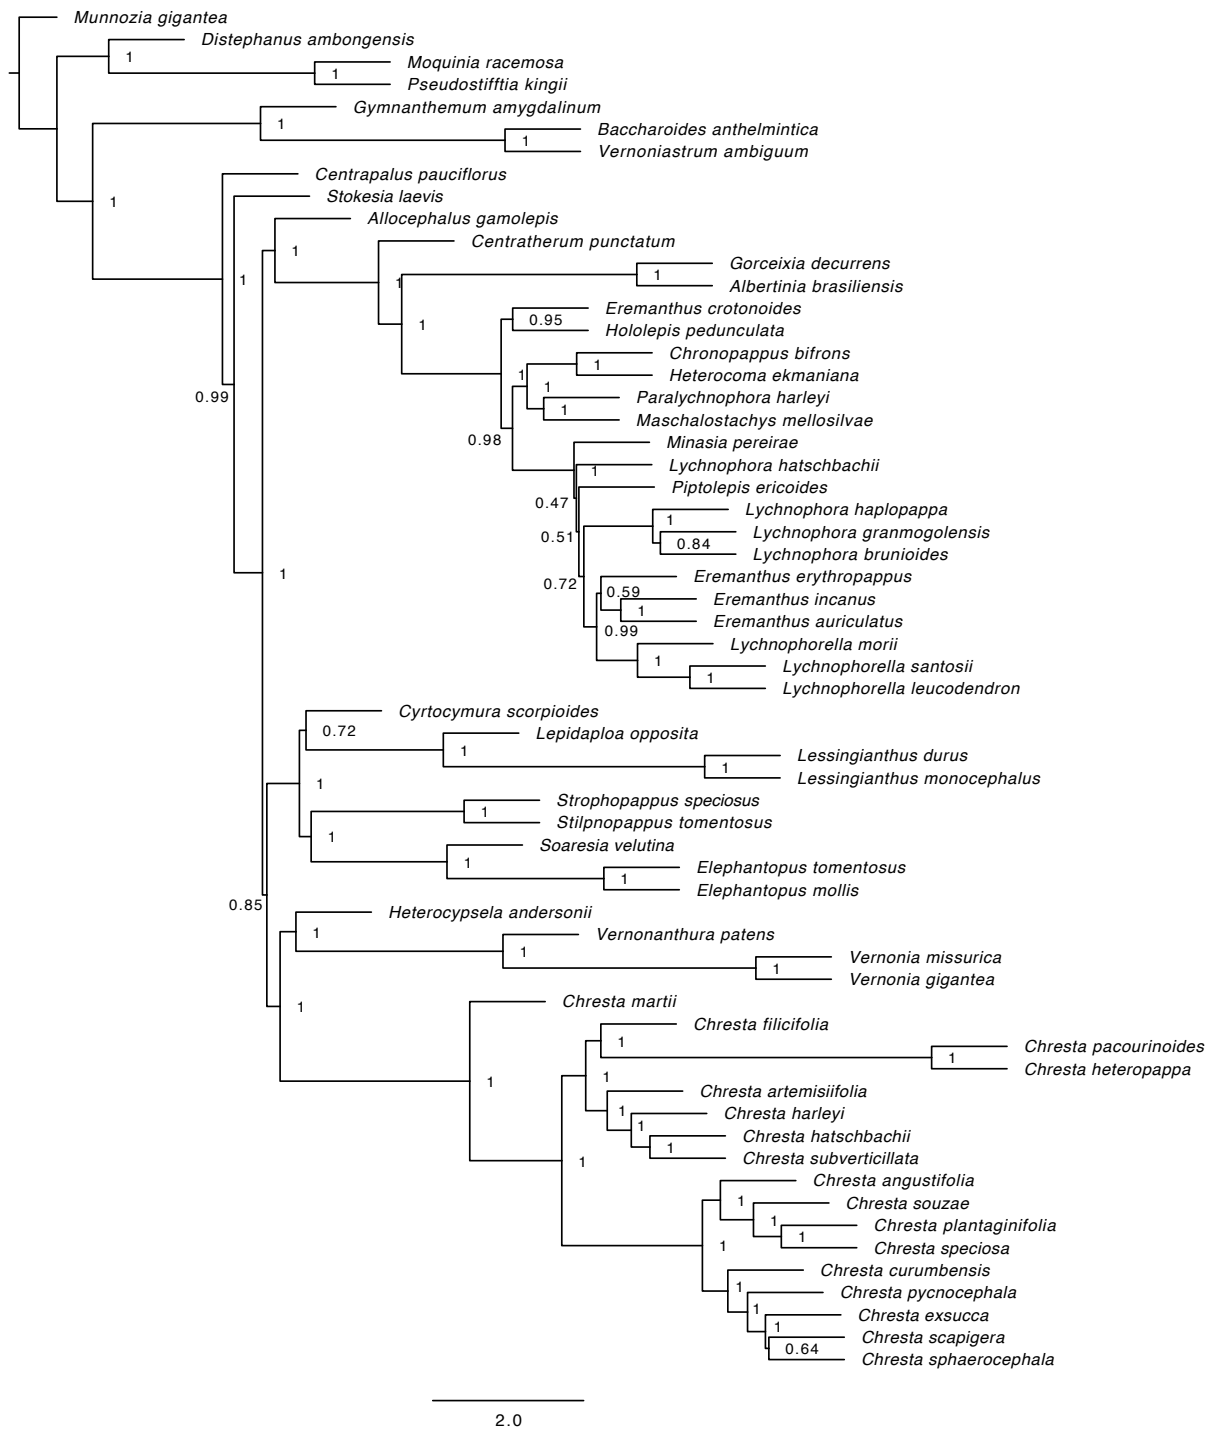 Munnozia gigantea
Distephanus ambongensis
1
Moquinia racemosa
1
Pseudostifftia kingii
Gymnanthemum amygdalinum
1
Baccharoides anthelmintica
1
Vernoniastrum ambiguum
Centrapalus pauciflorus
1
Stokesia laevis
Allocephalus gamolepis
Centratherum punctatum
1
Gorceixia decurrens
1
1
1
Albertinia brasiliensis
Eremanthus crotonoides
0.95
1
Hololepis pedunculata
Chronopappus bifrons
1
1
Heterocoma ekmaniana
1
0.99
Paralychnophora harleyi
1
Maschalostachys mellosilvae
0.98
Minasia pereirae
Lychnophora hatschbachii
1
Piptolepis ericoides
0.47
Lychnophora haplopappa
1
Lychnophora granmogolensis
0.51
0.84
Lychnophora brunioides
1
Eremanthus erythropappus
0.72
0.59
Eremanthus incanus
1
Eremanthus auriculatus
0.99
Lychnophorella morii
1
Lychnophorella santosii
1
Lychnophorella leucodendron
Cyrtocymura scorpioides
0.72
Lepidaploa opposita
1
Lessingianthus durus
1
Lessingianthus monocephalus
1
Strophopappus speciosus
1
Stilpnopappus tomentosus
1
Soaresia velutina
1
Elephantopus tomentosus
1
Elephantopus mollis
0.85
Heterocypsela andersonii
1
Vernonanthura patens
1
Vernonia missurica
1
Vernonia gigantea
Chresta martii
1
Chresta filicifolia
1
Chresta pacourinoides
1
Chresta heteropappa
1
1
Chresta artemisiifolia
1
Chresta harleyi
1
Chresta hatschbachii
1
Chresta subverticillata
1
Chresta angustifolia
1
Chresta souzae
1
Chresta plantaginifolia
1
1
Chresta speciosa
Chresta curumbensis
1
Chresta pycnocephala
1
Chresta exsucca
1
Chresta scapigera
0.64
Chresta sphaerocephala
2.0